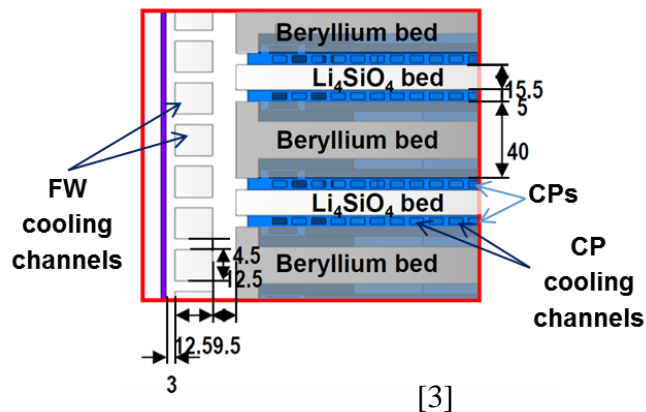 Beryllium bed
Li₄SiO₄ bed
15.5
5
Beryllium bed
40
FW
cooling
channels
CPs
Li₄SiO₄ bed
CP
cooling
channels
4.5
12.5
Beryllium bed
12.5 9.5
3
[3]